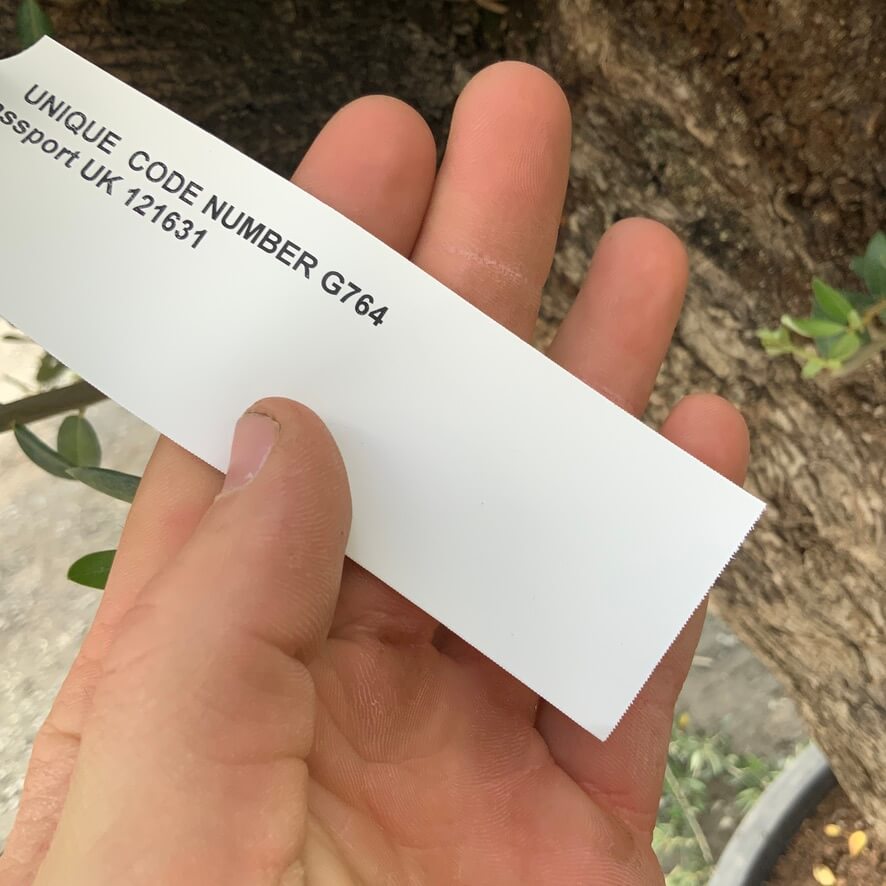 UNIQUE CODE NUMBER G764
assport UK 121631